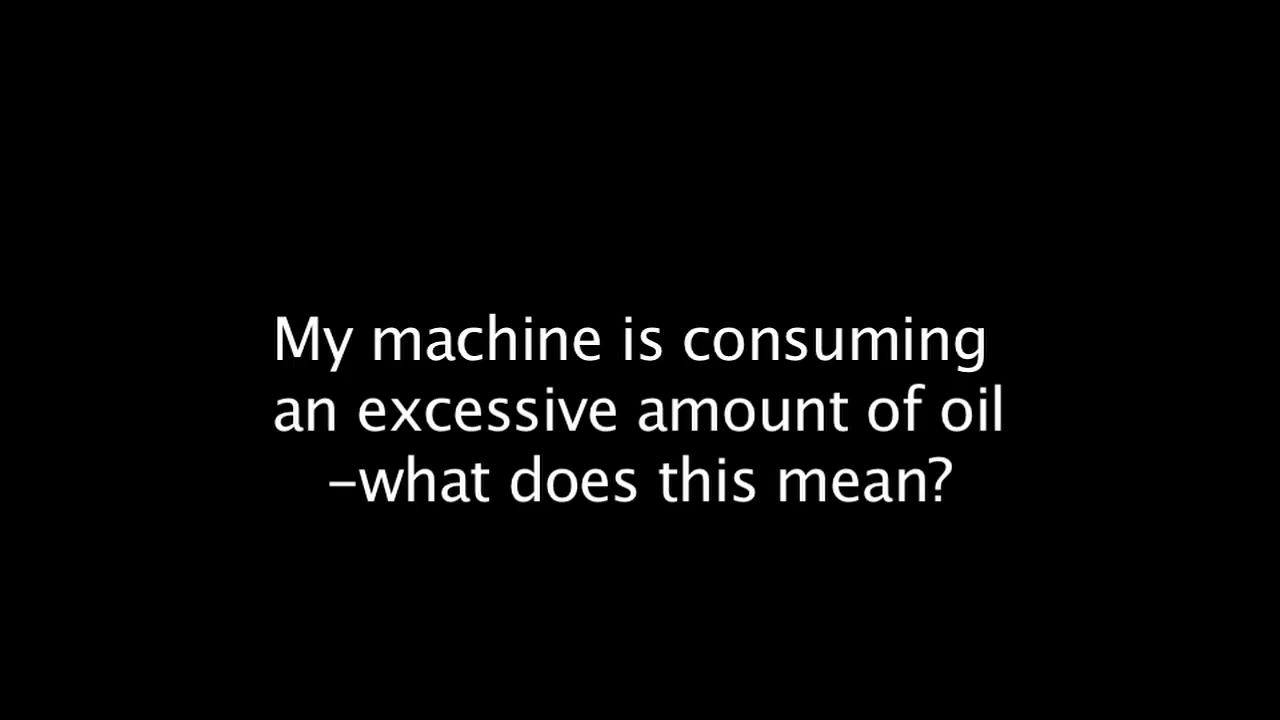 My machine is consuming
an excessive amount of oil
–what does this mean?